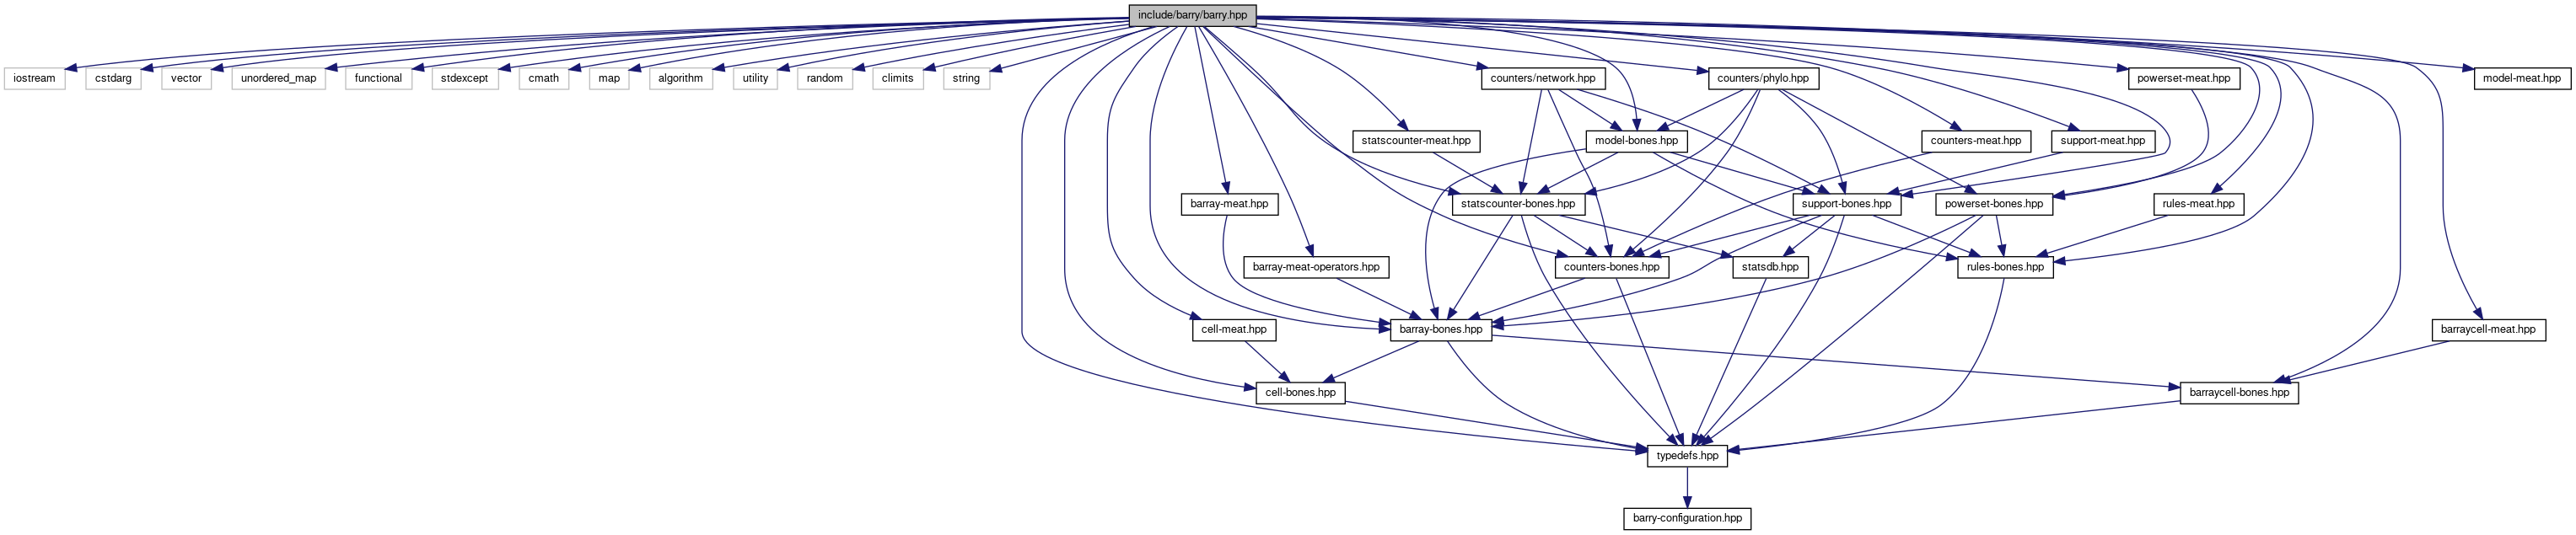 include/barry/barry.hpp
iostream
cstdarg
vector
unordered_map
functional
stdexcept
cmath
map
algorithm
utility
random
climits
string
counters/network.hpp
counters/phylo.hpp
powerset-meat.hpp
model-meat.hpp
statscounter-meat.hpp
model-bones.hpp
counters-meat.hpp
support-meat.hpp
barray-meat.hpp
statscounter-bones.hpp
support-bones.hpp
powerset-bones.hpp
rules-meat.hpp
barray-meat-operators.hpp
counters-bones.hpp
statsdb.hpp
rules-bones.hpp
cell-meat.hpp
barray-bones.hpp
barraycell-meat.hpp
cell-bones.hpp
barraycell-bones.hpp
typedefs.hpp
barry-configuration.hpp